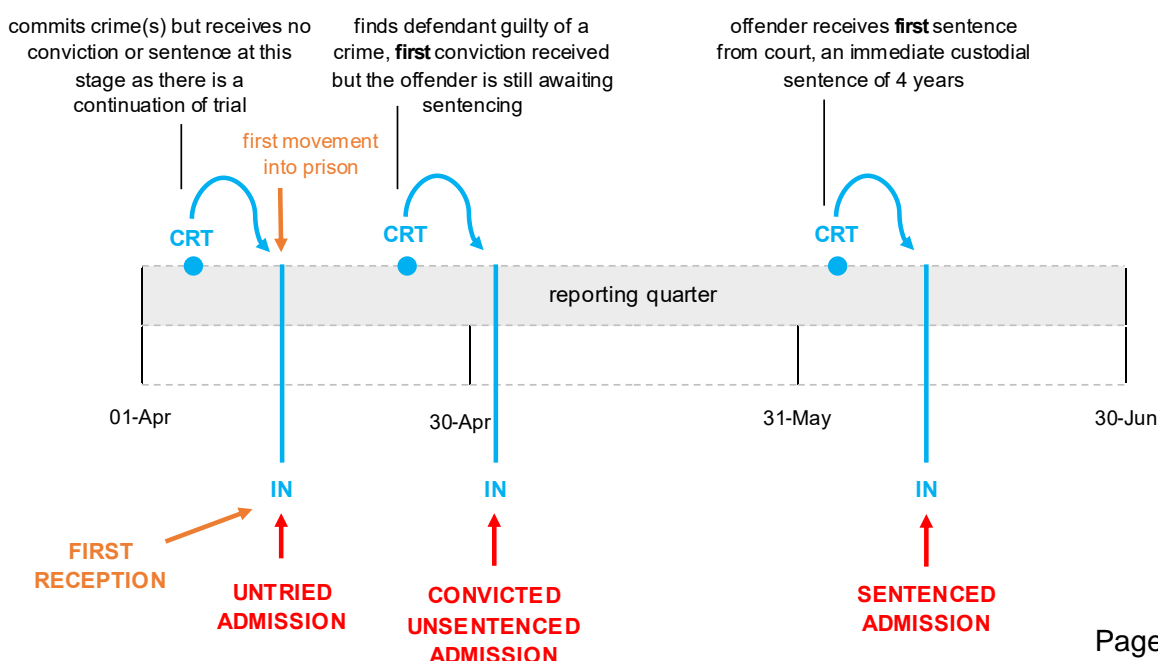 commits crime(s) but receives no
conviction or sentence at this
stage as there is a
continuation of trial
finds defendant guilty of a
crime, first conviction received
but the offender is still awaiting
sentencing
offender receives first sentence
from court, an immediate custodial
sentence of 4 years
first movement
into prison
CRT
CRT
CRT
reporting quarter
01-Apr
30-Apr
31-May
30-Jun
IN
IN
IN
FIRST
RECEPTION
UNTRIED
ADMISSION
CONVICTED
UNSENTENCED
ADMISSION
SENTENCED
ADMISSION
Page